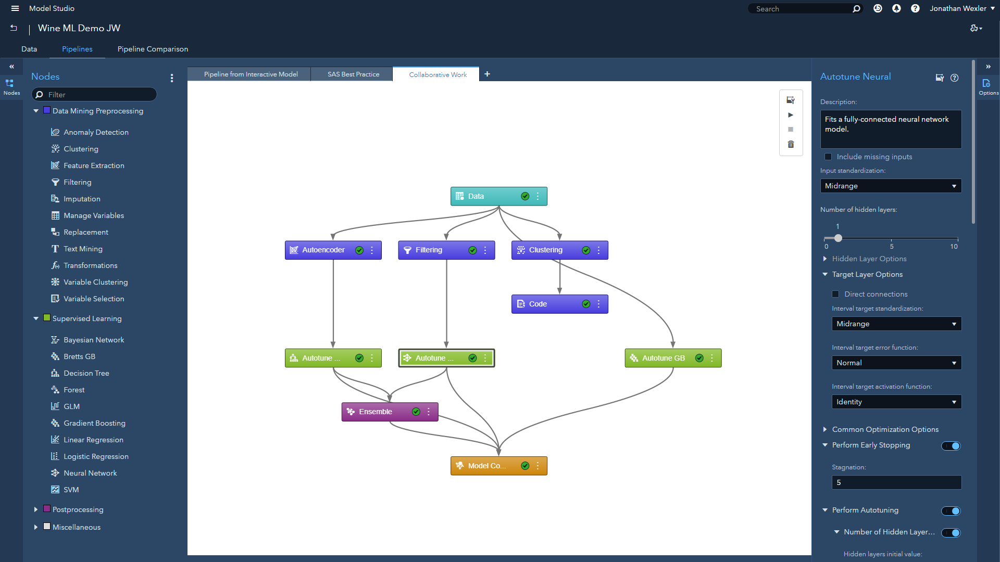 Model Studio
Search
Jonathan Wexler
Wine ML Demo JW
Data
Pipelines
Pipeline Comparison
Nodes
Nodes
Filter
Data Mining Preprocessing
Anomaly Detection
Clustering
Feature Extraction
Filtering
Imputation
Manage Variables
Replacement
Text Mining
Transformations
Variable Clustering
Variable Selection
Supervised Learning
Bayesian Network
Bretts GB
Decision Tree
Forest
GLM
Gradient Boosting
Linear Regression
Logistic Regression
Neural Network
SVM
Postprocessing
Miscellaneous
Pipeline from Interactive Model
SAS Best Practice
Collaborative Work
+
Data
Autoencoder
Filtering
Clustering
Code
Autotune ...
Autotune ...
Autotune GB
Ensemble
Model Co...
Autotune Neural
Options
Description:
Fits a fully-connected neural network
model.
Include missing inputs
Input standardization:
Midrange
Number of hidden layers:
1
0 5 10
Hidden Layer Options
Target Layer Options
Direct connections
Interval target standardization:
Midrange
Interval target error function:
Normal
Interval target activation function:
Identity
Common Optimization Options
Perform Early Stopping
Stagnation:
5
Perform Autotuning
Number of Hidden Layer...
Hidden layers initial value: